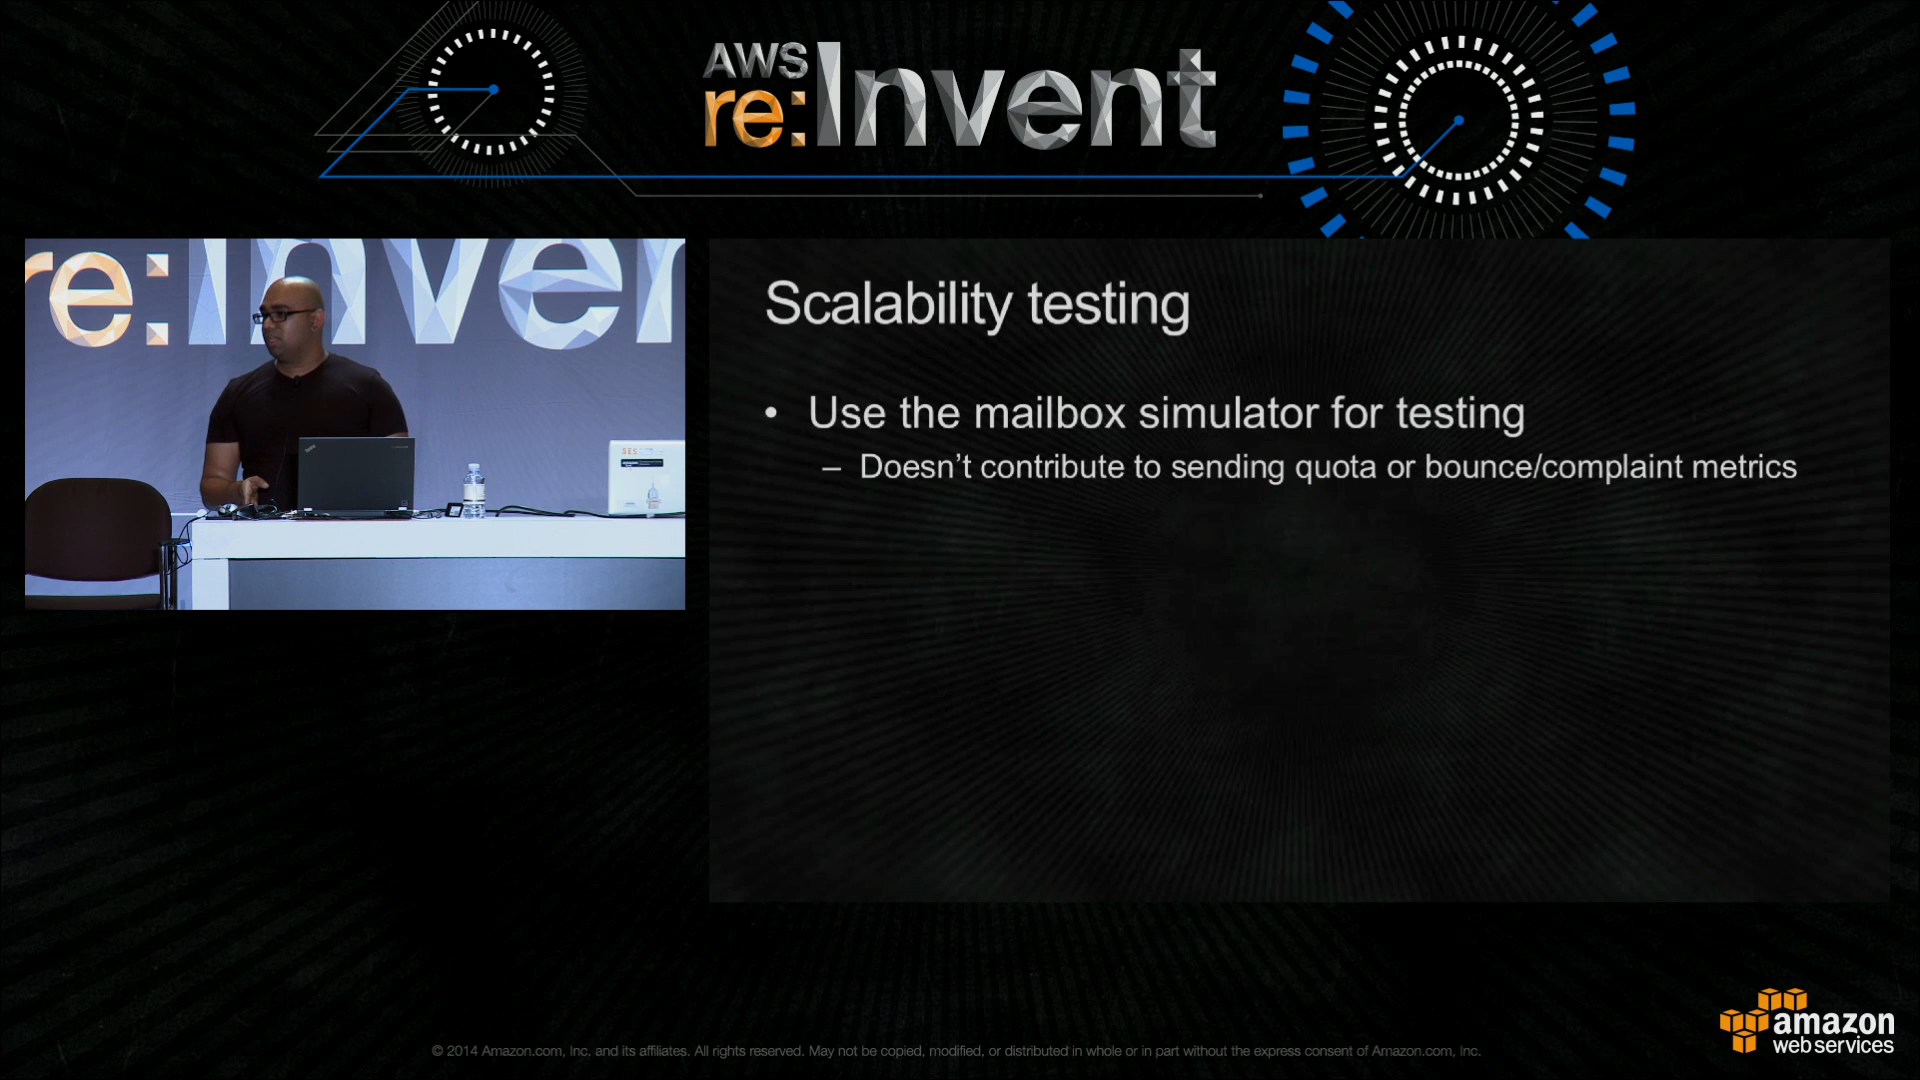 AWS
re:Invent
re:Inven
SES
Scalability testing
• Use the mailbox simulator for testing
– Doesn’t contribute to sending quota or bounce/complaint metrics
amazon
web services
© 2014 Amazon.com, Inc. and its affiliates. All rights reserved. May not be copied, modified, or distributed in whole or in part without the express consent of Amazon.com, Inc.